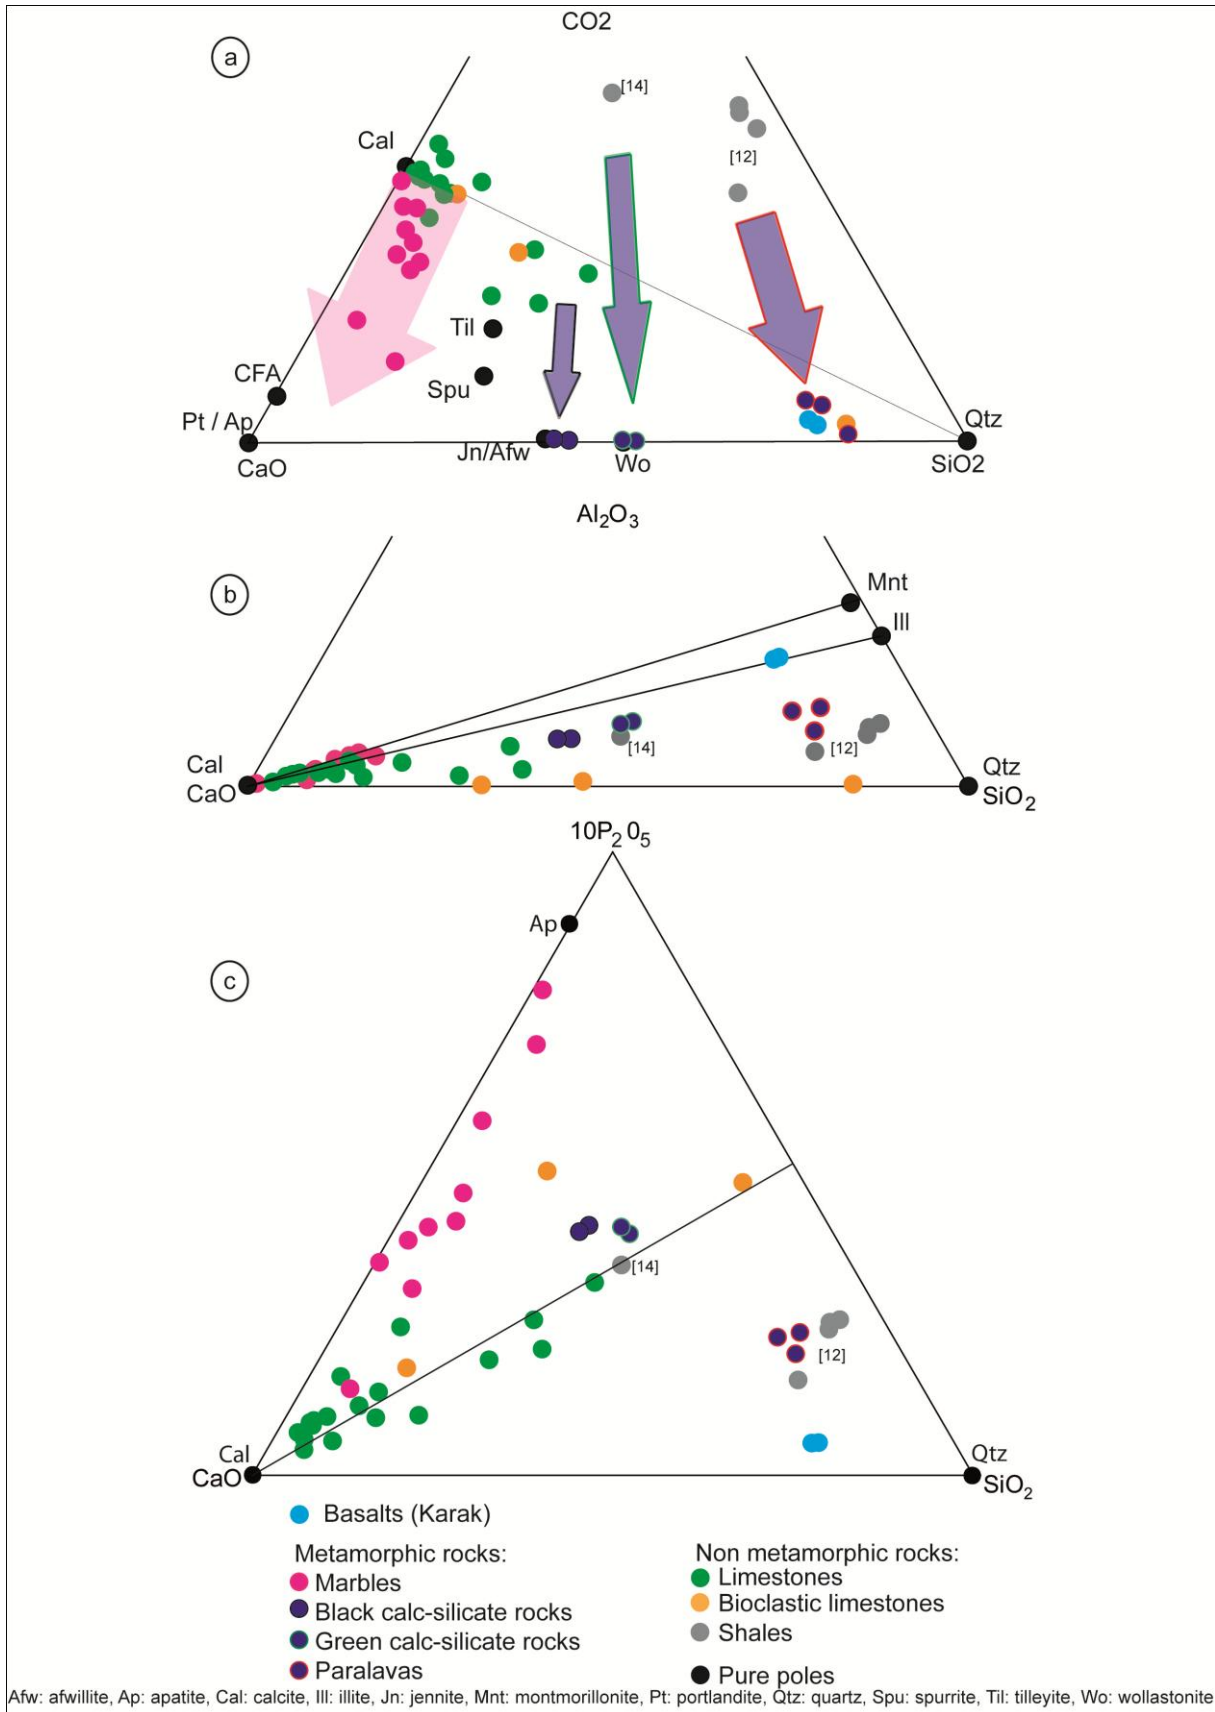 CO2
a
[14]
Cal
[12]
Til
CFA
Spu
Pt / Ap
Qtz
Jn/Afw
Wo
CaO
SiO2
Al₂O₃
b
Mnt
Ill
[14]
[12]
Cal
Qtz
CaO
SiO₂
10P₂0₅
Ap
c
[14]
[12]
Cal
Qtz
CaO
SiO₂
Basalts (Karak)
Metamorphic rocks:
Marbles
Black calc-silicate rocks
Green calc-silicate rocks
Paralavas
Non metamorphic rocks:
Limestones
Bioclastic limestones
Shales
Pure poles
Afw: afwillite, Ap: apatite, Cal: calcite, Ill: illite, Jn: jennite, Mnt: montmorillonite, Pt: portlandite, Qtz: quartz, Spu: spurrite, Til: tilleyite, Wo: wollastonite